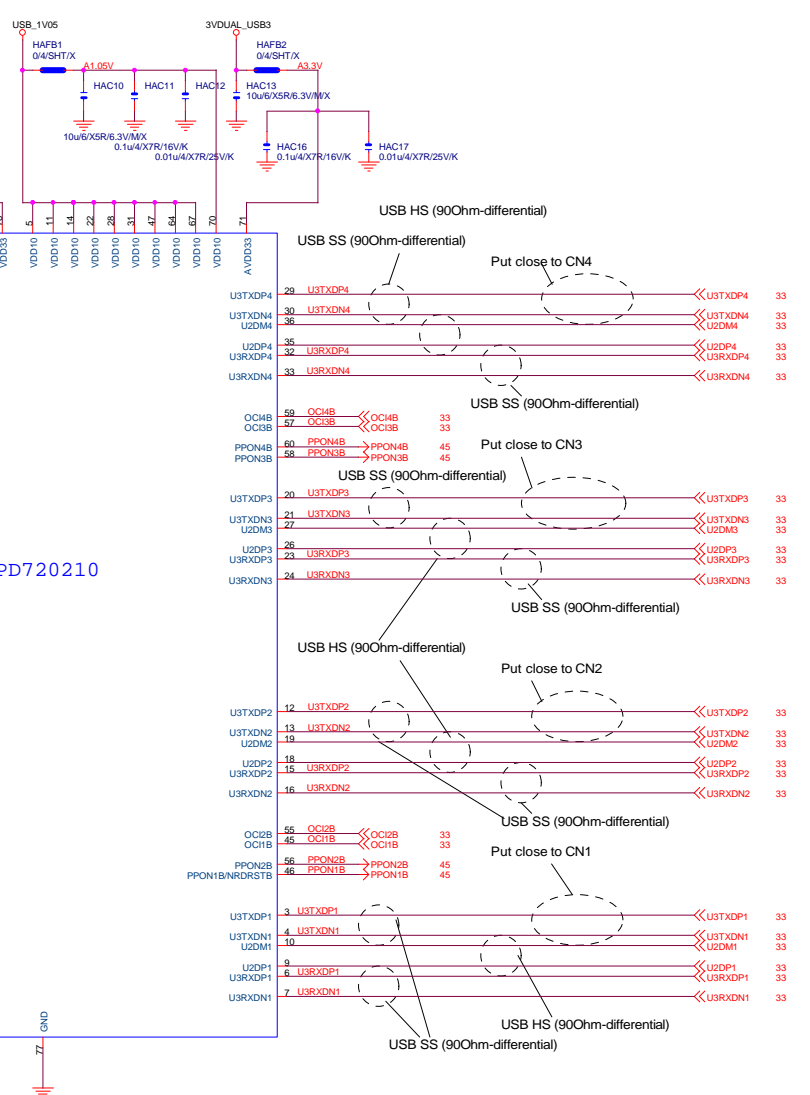 USB_1V05
3VDUAL_USB3
HAFB1
0/4/SHT/X
HAFB2
0/4/SHT/X
A1.05V
A3.3V
HAC10
HAC11
HAC12
HAC13
10u/6/X5R/6.3V/M/X
10u/6/X5R/6.3V/M/X
0.1u/4/X7R/16V/K
0.01u/4/X7R/25V/K
HAC16
0.1u/4/X7R/16V/K
HAC17
0.01u/4/X7R/25V/K
5 11 14 22 28 31 47 64 67 70 71
VDD33 VDD10 VDD10 VDD10 VDD10 VDD10 VDD10 VDD10 VDD10 VDD10 VDD10 AVDD33
USB HS (90Ohm-differential)
USB SS (90Ohm-differential)
Put close to CN4
U3TXDP4 29 U3TXDP4 U3TXDP4 33
U3TXDN4 30 U3TXDN4 U3TXDN4 33
U2DM4 36 U2DM4 33
U2DP4 35 U2DP4 33
U3RXDP4 32 U3RXDP4 U3RXDP4 33
U3RXDN4 33 U3RXDN4 U3RXDN4 33
USB SS (90Ohm-differential)
OCI4B 59 OCI4B OCI4B 33
OCI3B 57 OCI3B OCI3B 33
PPON4B 60 PPON4B PPON4B 45
PPON3B 58 PPON3B PPON3B 45
Put close to CN3
USB SS (90Ohm-differential)
U3TXDP3 20 U3TXDP3 U3TXDP3 33
U3TXDN3 21 U3TXDN3 U3TXDN3 33
U2DM3 27 U2DM3 33
U2DP3 26 U2DP3 33
U3RXDP3 23 U3RXDP3 U3RXDP3 33
U3RXDN3 24 U3RXDN3 U3RXDN3 33
PD720210
USB SS (90Ohm-differential)
USB HS (90Ohm-differential)
Put close to CN2
U3TXDP2 12 U3TXDP2 U3TXDP2 33
U3TXDN2 13 U3TXDN2 U3TXDN2 33
U2DM2 19 U2DM2 33
U2DP2 18 U2DP2 33
U3RXDP2 15 U3RXDP2 U3RXDP2 33
U3RXDN2 16 U3RXDN2 U3RXDN2 33
USB SS (90Ohm-differential)
OCI2B 55 OCI2B OCI2B 33
OCI1B 45 OCI1B OCI1B 33
Put close to CN1
PPON2B 56 PPON2B PPON2B 45
PPON1B/NRDRSTB 46 PPON1B PPON1B 45
U3TXDP1 3 U3TXDP1 U3TXDP1 33
U3TXDN1 4 U3TXDN1 U3TXDN1 33
U2DM1 10 U2DM1 33
U2DP1 9 U2DP1 33
U3RXDP1 6 U3RXDP1 U3RXDP1 33
U3RXDN1 7 U3RXDN1 U3RXDN1 33
GND
77
USB HS (90Ohm-differential)
USB SS (90Ohm-differential)